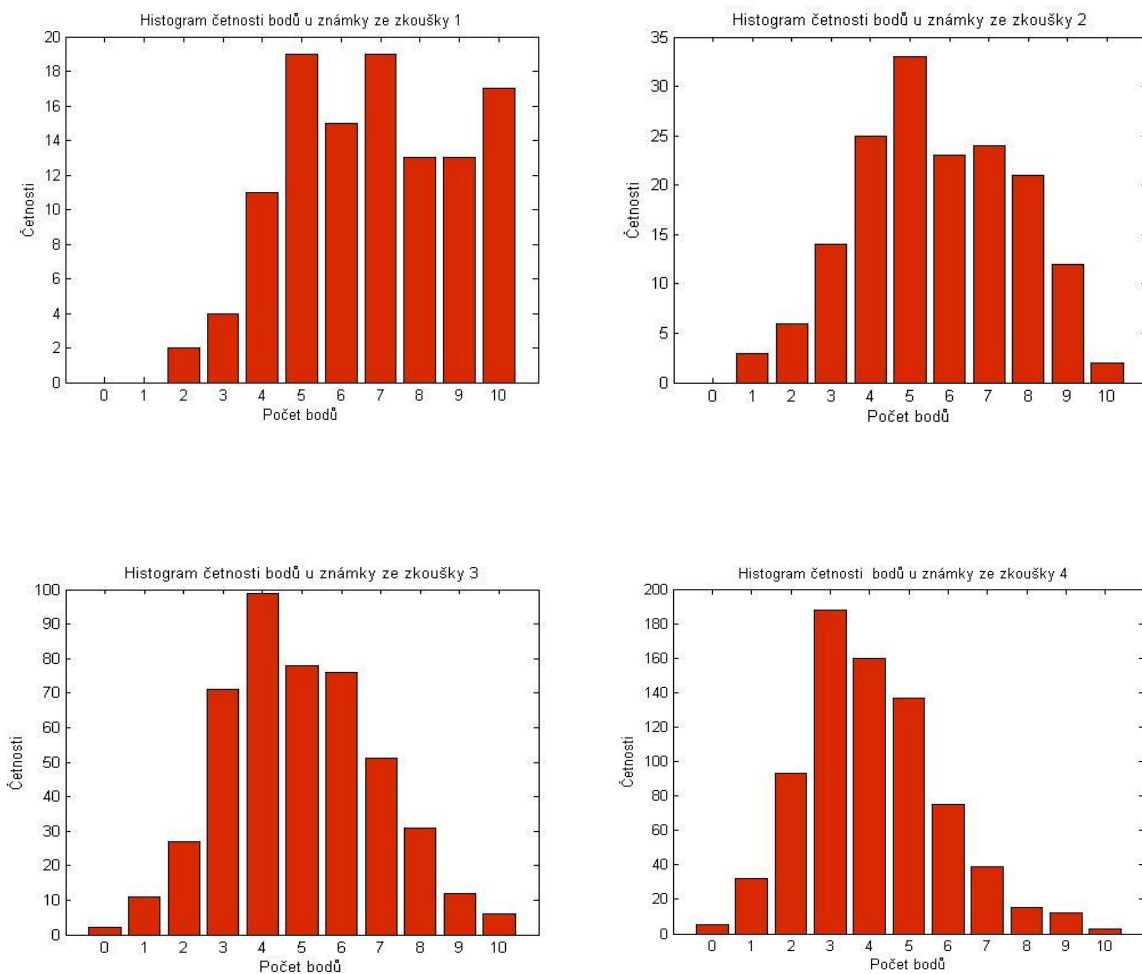 Histogram četnosti bodů u známky ze zkoušky 1
20
18
16
14
12
10
8
6
4
2
0
Četnosti
0 1 2 3 4 5 6 7 8 9 10
Počet bodů
Histogram četnosti bodů u známky ze zkoušky 2
35
30
25
20
15
10
5
0
Četnosti
0 1 2 3 4 5 6 7 8 9 10
Počet bodů
Histogram četnosti bodů u známky ze zkoušky 3
100
90
80
70
60
50
40
30
20
10
0
Četnosti
0 1 2 3 4 5 6 7 8 9 10
Počet bodů
Histogram četnosti bodů u známky ze zkoušky 4
200
180
160
140
120
100
80
60
40
20
0
Četnosti
0 1 2 3 4 5 6 7 8 9 10
Počet bodů